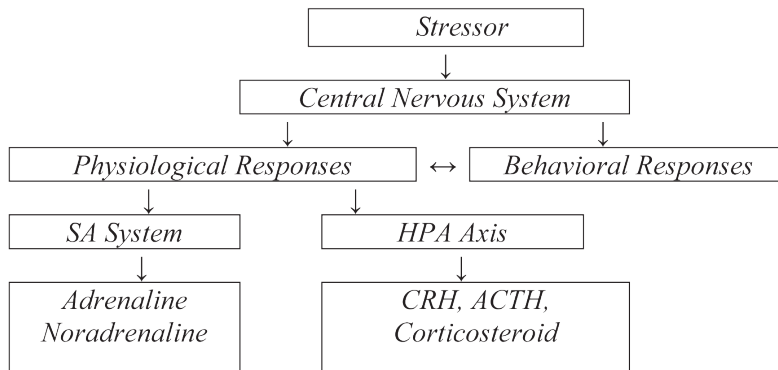 Stressor
↓
Central Nervous System
↓ ↓
Physiological Responses ↔ Behavioral Responses
↓ ↓
SA System HPA Axis
↓ ↓
Adrenaline CRH, ACTH,
Noradrenaline Corticosteroid